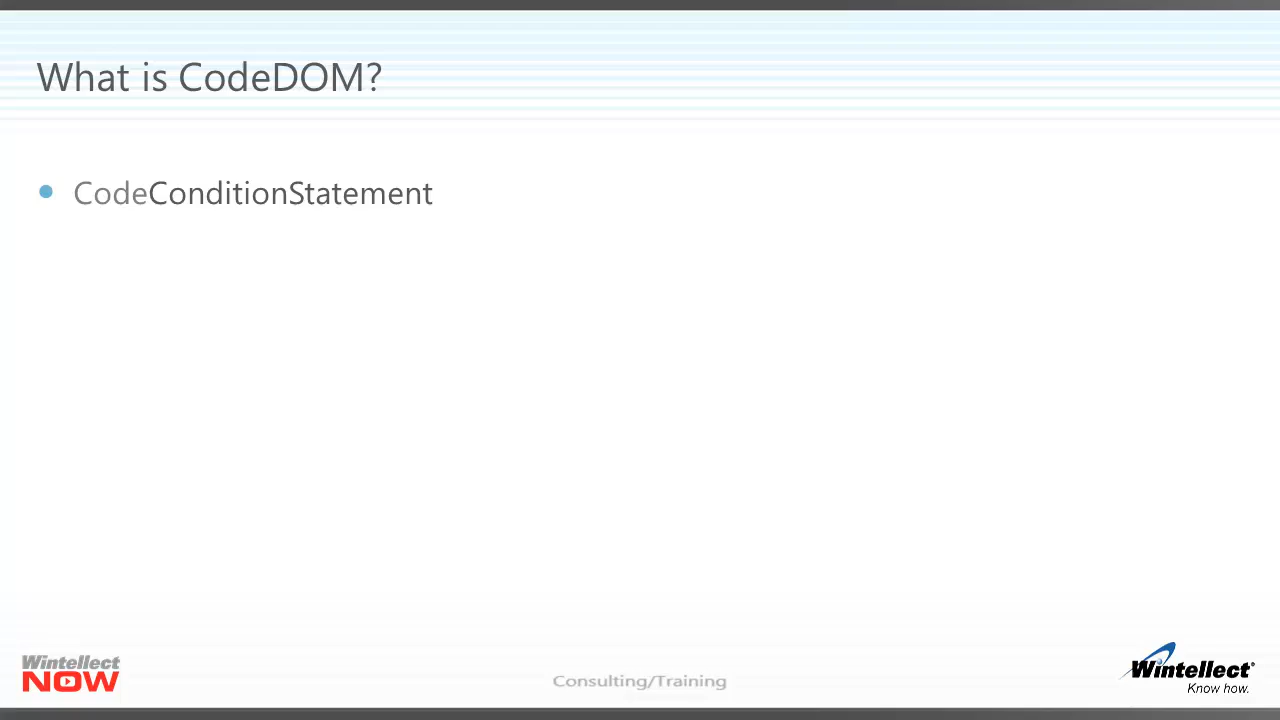 What is CodeDOM?
CodeConditionStatement
Wintellect
NOW
Consulting/Training
Wintellect
Know how.